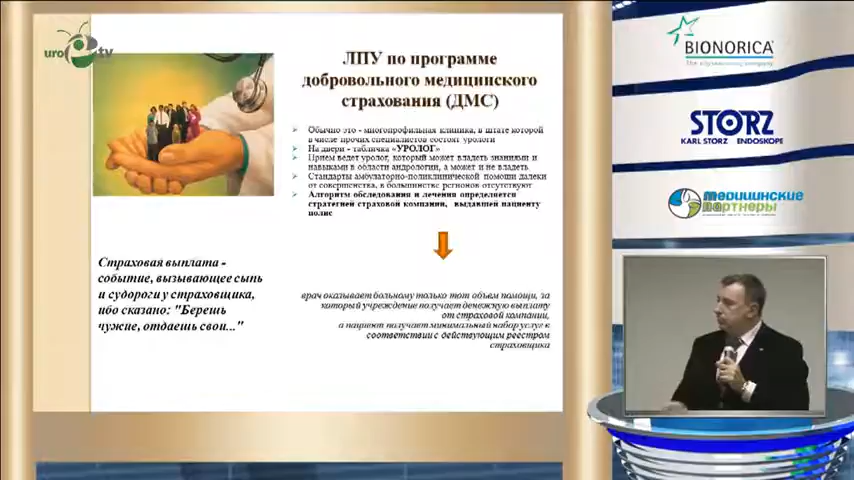 uro tv
ЛПУ по программе
добровольного медицинского
страхования (ДМС)
Обычно это - многопрофильная клиника, в штате которой
в числе прочих специалистов состоят урологи
На двери - табличка «УРОЛОГ»
Прием ведет уролог, который может владеть знаниями и
навыками в области андрологии, а может и не владеть
Стандарты амбулаторно-поликлинической помощи далеки
от совершенства, в большинстве регионов отсутствуют
Алгоритм обследования и лечения определяется
стратегией страховой компании, выдавшей пациенту
полис
Страховая выплата -
событие, вызывающее сыпь
и судороги у страховщика,
ибо сказано: "Берешь
чужие, отдаешь свои..."
врач оказывает больному только тот объем помощи, за
который учреждение получает денежную выплату
от страховой компании,
а пациент получает минимальный набор услуг в
соответствии с действующим реестром
страховщика
BIONORICA®
STORZ
KARL STORZ ENDOSKOPE
медицинские
партнеры